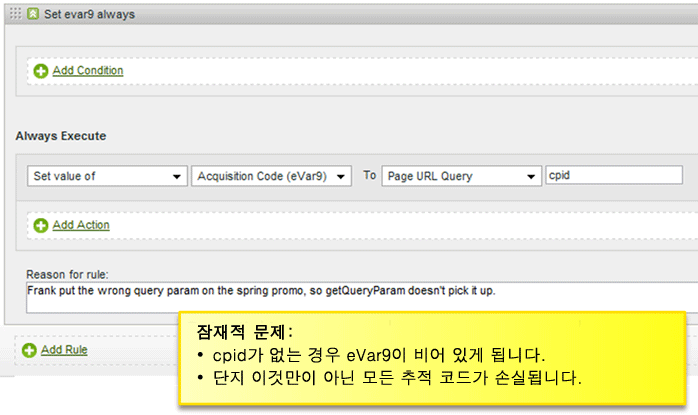 Set evar9 always
Add Condition
Always Execute
Set value of Acquisition Code (eVar9) To Page URL Query cpid
Add Action
Reason for rule:
Frank put the wrong query param on the spring promo, so getQueryParam doesn't pick it up.
Add Rule
잠재적 문제:
• cpid가 없는 경우 eVar9이 비어 있게 됩니다.
• 단지 이것만이 아닌 모든 추적 코드가 손실됩니다.